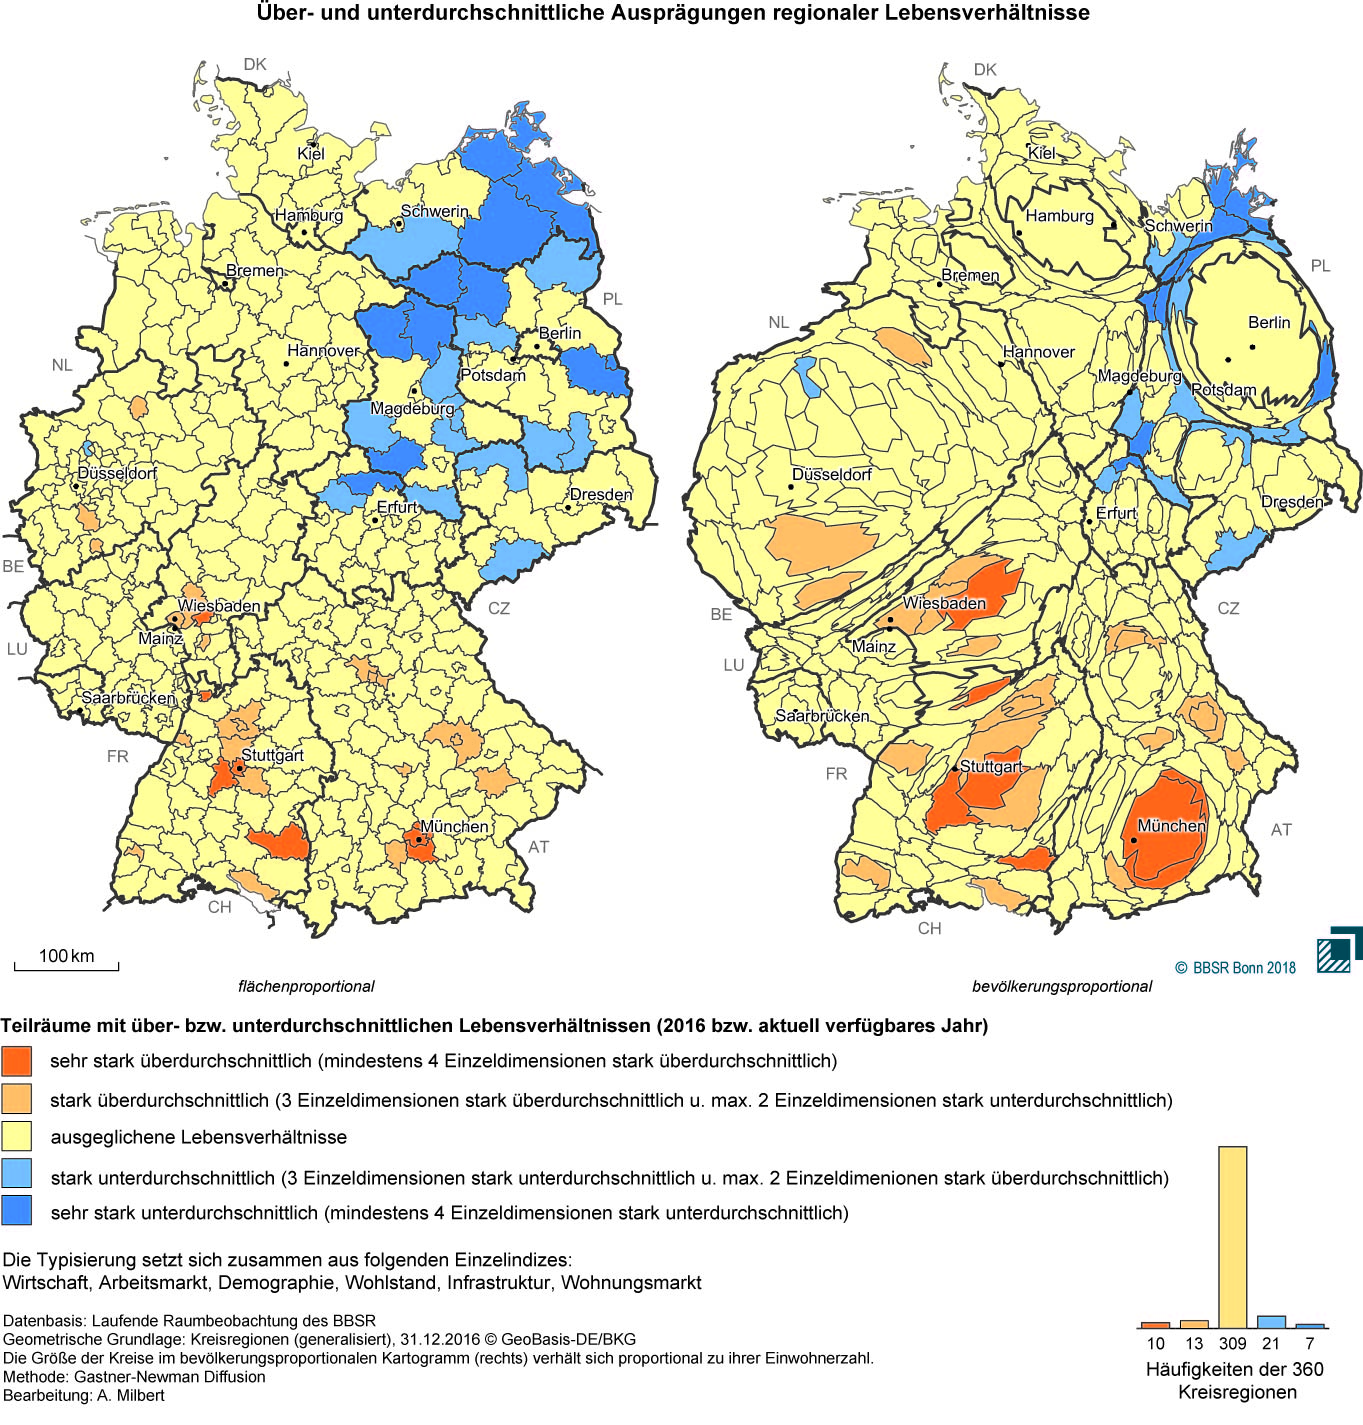 Über- und unterdurchschnittliche Ausprägungen regionaler Lebensverhältnisse
DK
Kiel
Hamburg
Schwerin
Bremen
PL
Berlin
NL
Hannover
Potsdam
Magdeburg
Düsseldorf
Dresden
Erfurt
BE
Wiesbaden
CZ
Mainz
LU
Saarbrücken
FR
Stuttgart
München
AT
CH
100 km
flächenproportional
DK
Kiel
Hamburg
Schwerin
PL
Bremen
NL
Berlin
Hannover
Magdeburg
Potsdam
Düsseldorf
Dresden
Erfurt
BE
Wiesbaden
CZ
Mainz
LU
Saarbrücken
FR
Stuttgart
München
AT
CH
© BBSR Bonn 2018
bevölkerungsproportional
Teilräume mit über- bzw. unterdurchschnittlichen Lebensverhältnissen (2016 bzw. aktuell verfügbares Jahr)
sehr stark überdurchschnittlich (mindestens 4 Einzeldimensionen stark überdurchschnittlich)
stark überdurchschnittlich (3 Einzeldimensionen stark überdurchschnittlich u. max. 2 Einzeldimensionen stark unterdurchschnittlich)
ausgeglichene Lebensverhältnisse
stark unterdurchschnittlich (3 Einzeldimensionen stark unterdurchschnittlich u. max. 2 Einzeldimenionen stark überdurchschnittlich)
sehr stark unterdurchschnittlich (mindestens 4 Einzeldimensionen stark unterdurchschnittlich)
Die Typisierung setzt sich zusammen aus folgenden Einzelindizes:
Wirtschaft, Arbeitsmarkt, Demographie, Wohlstand, Infrastruktur, Wohnungsmarkt
Datenbasis: Laufende Raumbeobachtung des BBSR
Geometrische Grundlage: Kreisregionen (generalisiert), 31.12.2016 © GeoBasis-DE/BKG
Die Größe der Kreise im bevölkerungsproportionalen Kartogramm (rechts) verhält sich proportional zu ihrer Einwohnerzahl.
Methode: Gastner-Newman Diffusion
Bearbeitung: A. Milbert
10 13 309 21 7
Häufigkeiten der 360
Kreisregionen